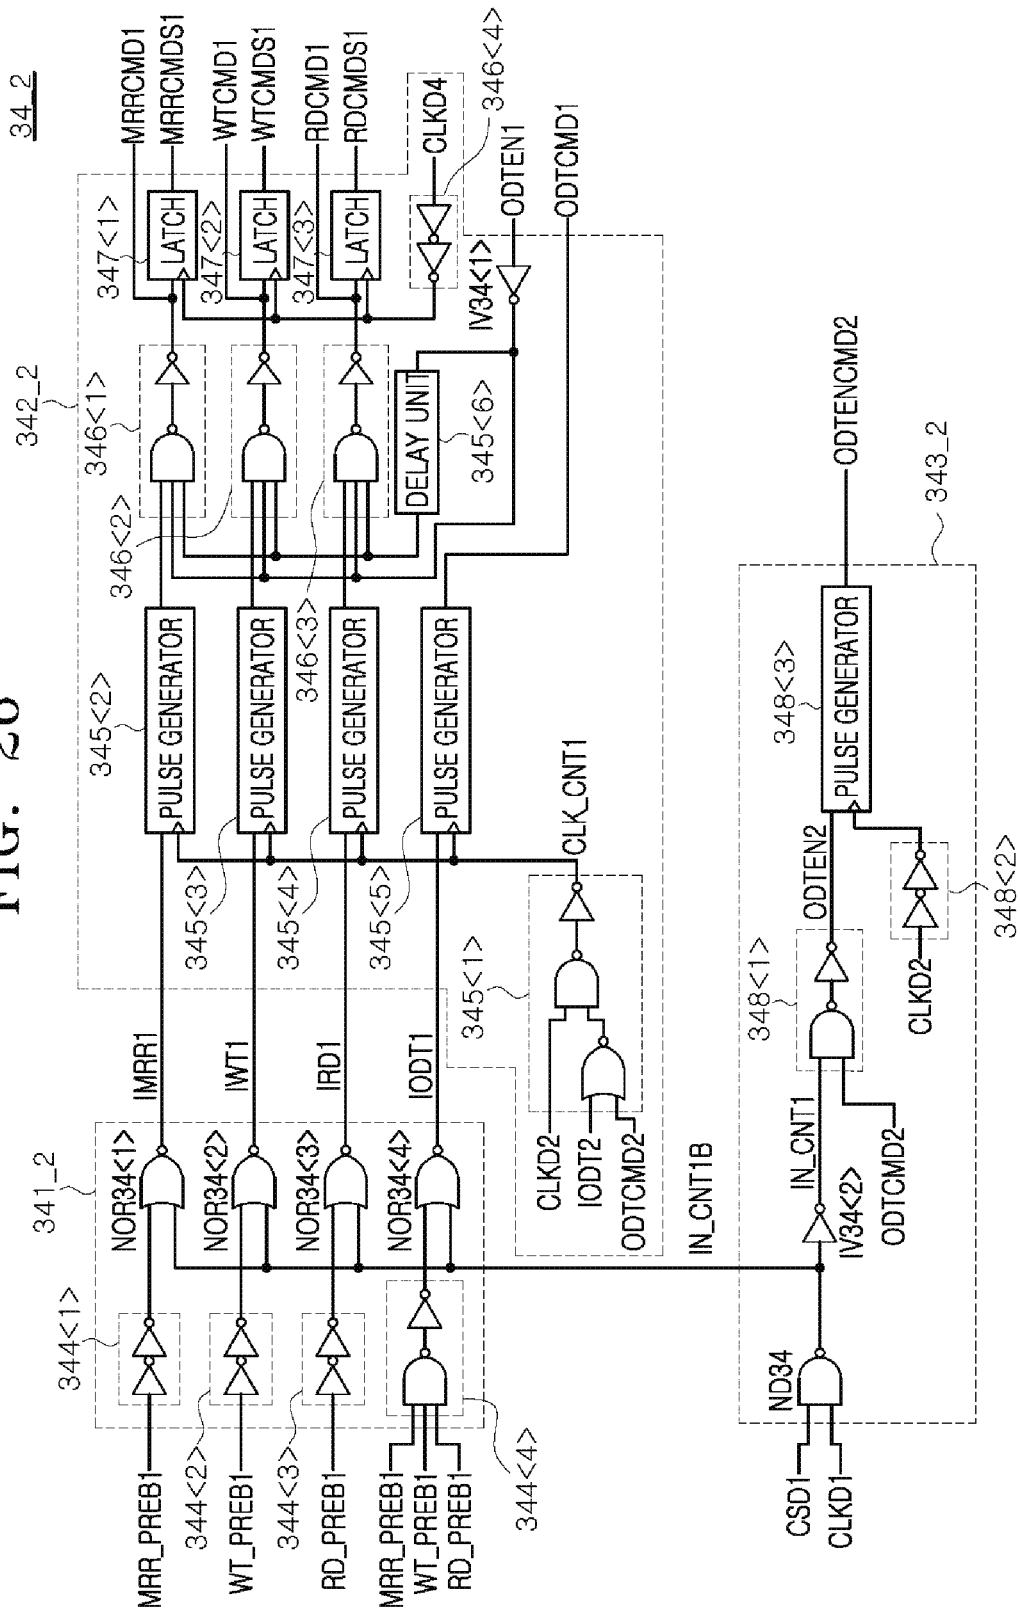 FIG. 26
34_2
341_2
344<1>
MRR_PREB1
NOR34<1>
IMRR1
344<2>
WT_PREB1
NOR34<2>
IWT1
344<3>
RD_PREB1
NOR34<3>
IRD1
MRR_PREB1
WT_PREB1
RD_PREB1
344<4>
NOR34<4>
IODT1
342_2
345<2>
PULSE GENERATOR
345<3>
PULSE GENERATOR
345<4>
PULSE GENERATOR
345<5>
PULSE GENERATOR
346<1>
346<2>
346<3>
DELAY UNIT
345<6>
347<1>
LATCH
347<2>
LATCH
347<3>
LATCH
MRRCMD1
MRRCMDS1
WTCMD1
WTCMDS1
RDCMD1
RDCMDS1
CLKD4
346<4>
IV34<1>
ODTEN1
ODTCMD1
345<1>
CLKD2
IODT2
ODTCMD2
CLK_CNT1
IN_CNT1B
CSD1
CLKD1
ND34
IV34<2>
IN_CNT1
ODTCMD2
348<1>
ODTEN2
CLKD2
348<2>
348<3>
PULSE GENERATOR
ODTENCMD2
343_2